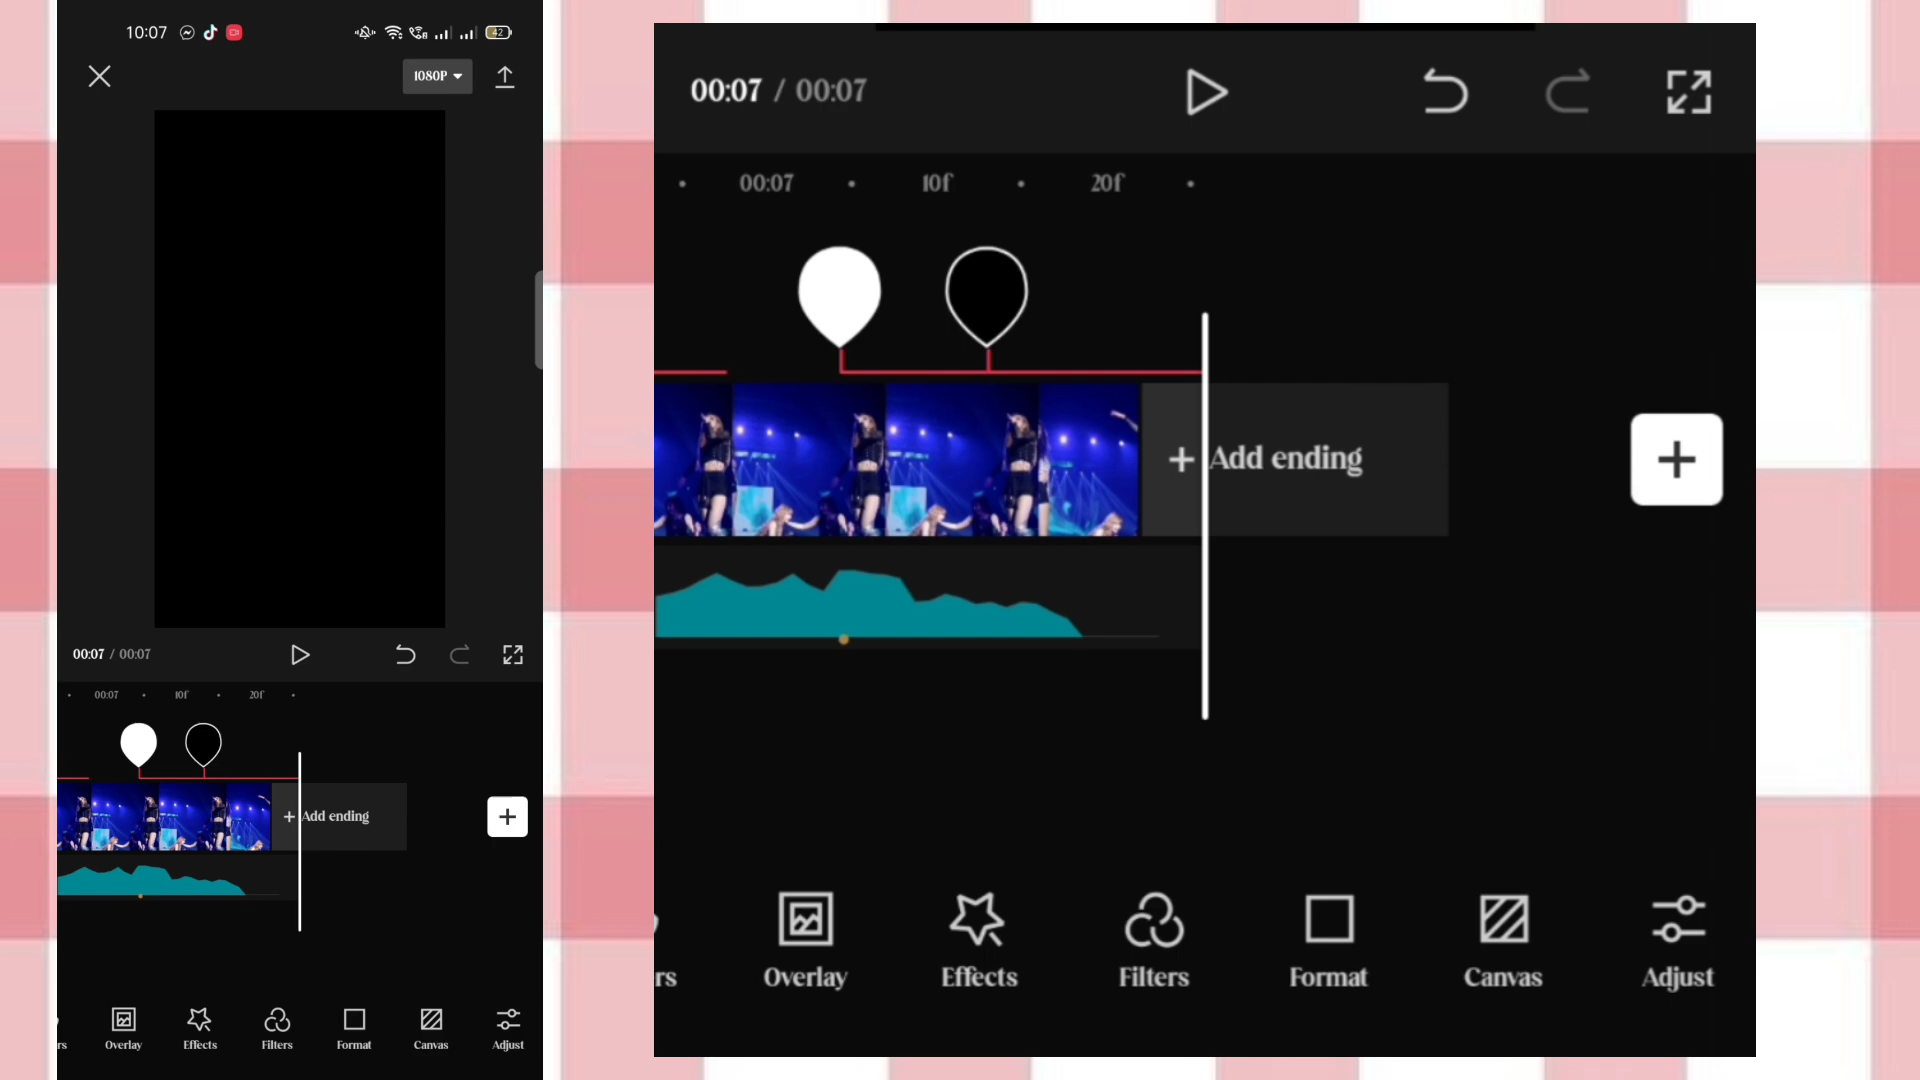 10:07
42
1080P
00:07 / 00:07
00:07 10f 20f
Add ending
rs Overlay Effects Filters Format Canvas Adjust
00:07 / 00:07
00:07 10f 20f
Add ending
rs Overlay Effects Filters Format Canvas Adjust